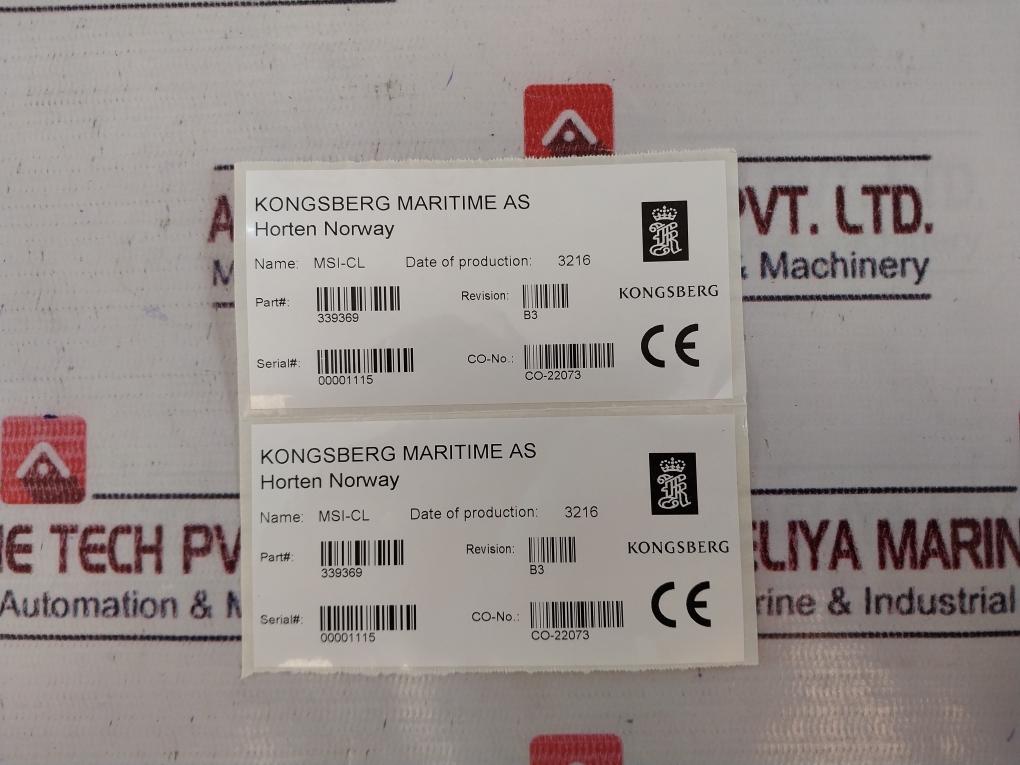 PVT. LTD.
& Machinery
KONGSBERG MARITIME AS
Horten Norway
Name: MSI-CL Date of production: 3216
Part#: 339369 Revision: B3
KONGSBERG
Serial#: 00001115 CO-No.: CO-22073
CE
KONGSBERG MARITIME AS
Horten Norway
Name: MSI-CL Date of production: 3216
Part#: 339369 Revision: B3
KONGSBERG
Serial#: 00001115 CO-No.: CO-22073
CE
NE TECH PV
Automation & M
ELIYA MARIN
rine & Industrial